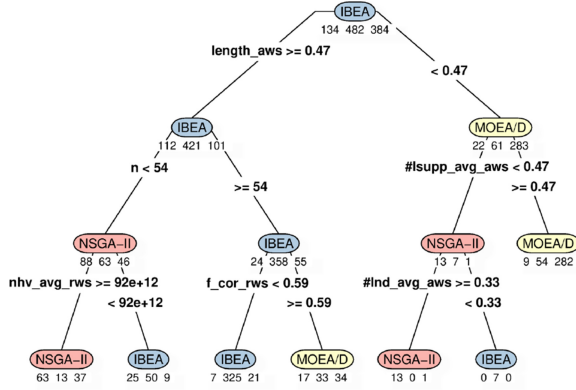 IBEA
134 482 384
length_aws >= 0.47
< 0.47
IBEA
112 421 101
MOEA/D
22 61 283
n < 54
>= 54
#lsupp_avg_aws < 0.47
>= 0.47
NSGA-II
88 63 46
IBEA
24 358 55
NSGA-II
13 7 1
MOEA/D
9 54 282
nhv_avg_rws >= 92e+12
< 92e+12
f_cor_rws < 0.59
>= 0.59
#lnd_avg_aws >= 0.33
< 0.33
NSGA-II
63 13 37
IBEA
25 50 9
IBEA
7 325 21
MOEA/D
17 33 34
NSGA-II
13 0 1
IBEA
0 7 0